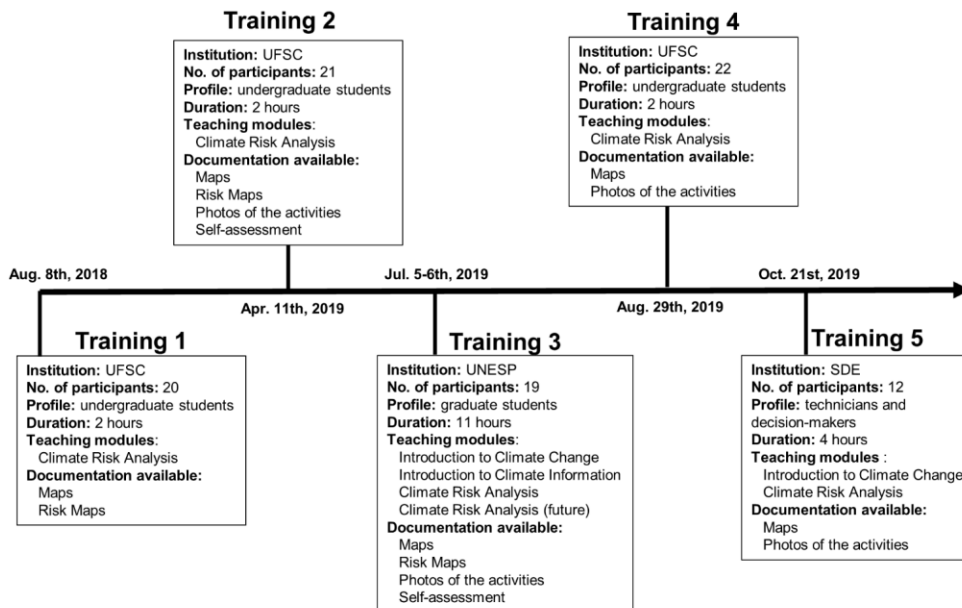 Training 2
Institution: UFSC
No. of participants: 21
Profile: undergraduate students
Duration: 2 hours
Teaching modules:
Climate Risk Analysis
Documentation available:
Maps
Risk Maps
Photos of the activities
Self-assessment
Training 4
Institution: UFSC
No. of participants: 22
Profile: undergraduate students
Duration: 2 hours
Teaching modules:
Climate Risk Analysis
Documentation available:
Maps
Photos of the activities
Aug. 8th, 2018
Jul. 5-6th, 2019
Oct. 21st, 2019
Apr. 11th, 2019
Aug. 29th, 2019
Training 1
Institution: UFSC
No. of participants: 20
Profile: undergraduate students
Duration: 2 hours
Teaching modules:
Climate Risk Analysis
Documentation available:
Maps
Risk Maps
Training 3
Institution: UNESP
No. of participants: 19
Profile: graduate students
Duration: 11 hours
Teaching modules:
Introduction to Climate Change
Introduction to Climate Information
Climate Risk Analysis
Climate Risk Analysis (future)
Documentation available:
Maps
Risk Maps
Photos of the activities
Self-assessment
Training 5
Institution: SDE
No. of participants: 12
Profile: technicians and
decision-makers
Duration: 4 hours
Teaching modules :
Introduction to Climate Change
Climate Risk Analysis
Documentation available:
Maps
Photos of the activities